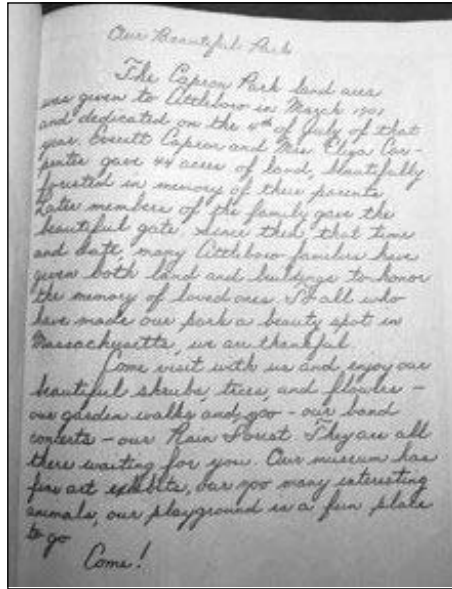 Our Beautiful Park
The Capron Park land area
was given to Attleboro in March 1901
and dedicated on the 4th of July of that
year. Everett Capron and Mrs. Eliza Car-
penter gave 44 acres of land, beautifully
forested in memory of their parents
Later members of the family gave the
beautiful gate. Since then that time
and date, many Attleboro families have
given both land and buildings to honor
the memory of loved ones. To all who
have made our park a beauty spot in
Massachusetts, we are thankful.
Come visit with us and enjoy our
beautiful shrubs, trees, and flowers -
our garden walks and zoo - our band
concerts - our Rain Forest. They are all
there waiting for you. Our museum has
fine art exhibits, our zoo many interesting
animals, our playground is a fun place
to go
Come!